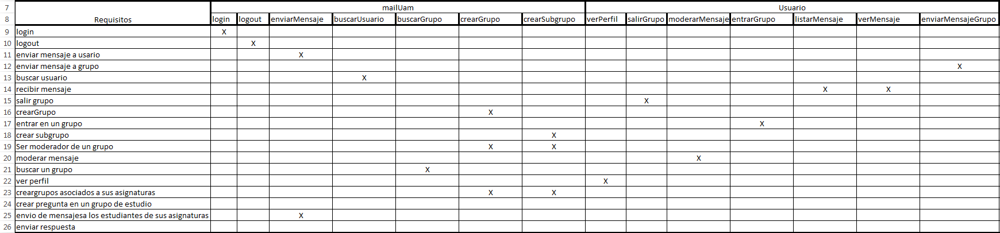 7 mailUam Usuario
8 Requisitos login logout enviarMensaje buscarUsuario buscarGrupo crearGrupo crearSubgrupo verPerfil salirGrupo moderarMensaje entrarGrupo listarMensaje verMensaje enviarMensajeGrupo
9 login X
10 logout X
11 enviar mensaje a usario X
12 enviar mensaje a grupo X
13 buscar usuario X
14 recibir mensaje X X
15 salir grupo X
16 crearGrupo X
17 entrar en un grupo X
18 crear subgrupo X
19 Ser moderador de un grupo X X
20 moderar mensaje X
21 buscar un grupo X
22 ver perfil X
23 creargrupos asociados a sus asignaturas X X
24 crear pregunta en un grupo de estudio
25 envio de mensajesa los estudiantes de sus asignaturas X
26 enviar respuesta